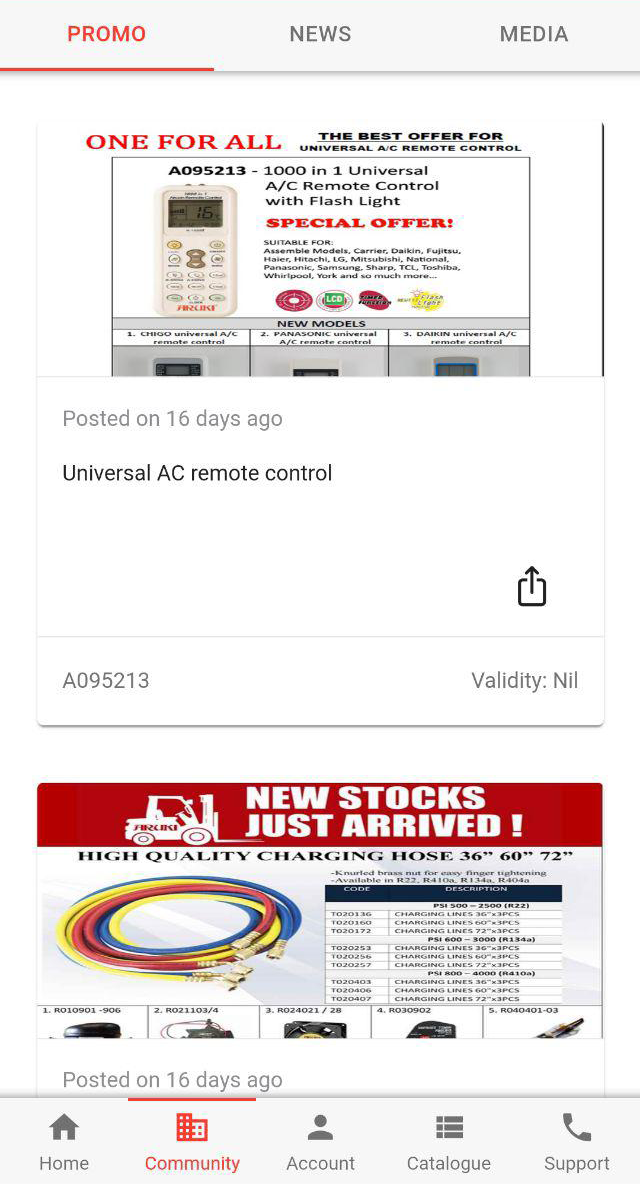 PROMO NEWS MEDIA
ONE FOR ALL
THE BEST OFFER FOR
UNIVERSAL A/C REMOTE CONTROL
A095213 - 1000 in 1 Universal
A/C Remote Control
with Flash Light
SPECIAL OFFER!
SUITABLE FOR:
Assemble Models, Carrier, Daikin, Fujitsu,
Haier, Hitachi, LG, Mitsubishi, National,
Panasonic, Samsung, Sharp, TCL, Toshiba,
Whirlpool, York and so much more...
LCD
Flash
Light
ARUKI
NEW MODELS
1. CHIGO universal A/C
remote control
2. PANASONIC universal
A/C remote control
3. DAIKIN universal A/C
remote control
Posted on 16 days ago
Universal AC remote control
A095213 Validity: Nil
ARUKI
NEW STOCKS
JUST ARRIVED !
HIGH QUALITY CHARGING HOSE 36” 60” 72”
-Knurled brass nut for easy finger tightening
-Available in R22, R410a, R134a, R404a
CODE DESCRIPTION
PSI 500 – 2500 (R22)
T020136 CHARGING LINES 36"x3PCS
T020160 CHARGING LINES 60"x3PCS
T020172 CHARGING LINES 72"x3PCS
PSI 600 – 3000 (R134a)
T020253 CHARGING LINES 36"x3PCS
T020256 CHARGING LINES 60"x3PCS
T020257 CHARGING LINES 72"x3PCS
PSI 800 – 4000 (R410a)
T020403 CHARGING LINES 36"x3PCS
T020406 CHARGING LINES 60"x3PCS
T020407 CHARGING LINES 72"x3PCS
1. R010901 -906 2. R021103/4 3. R024021 / 28 4. R030902 5. R040401-03
Posted on 16 days ago
Home Community Account Catalogue Support